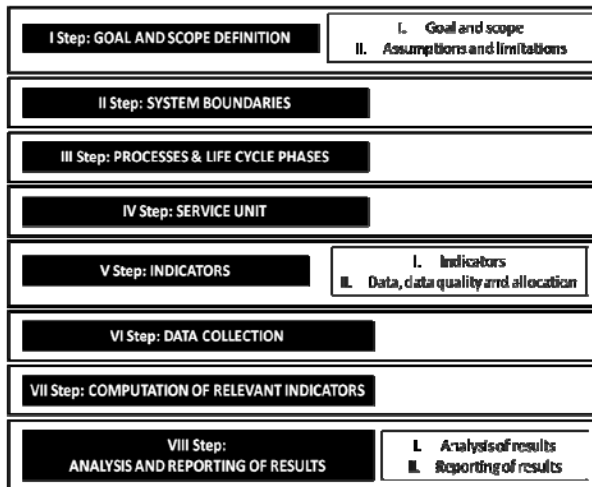 I Step: GOAL AND SCOPE DEFINITION
I. Goal and scope
II. Assumptions and limitations
II Step: SYSTEM BOUNDARIES
III Step: PROCESSES & LIFE CYCLE PHASES
IV Step: SERVICE UNIT
V Step: INDICATORS
I. Indicators
II. Data, data quality and allocation
VI Step: DATA COLLECTION
VII Step: COMPUTATION OF RELEVANT INDICATORS
VIII Step:
ANALYSIS AND REPORTING OF RESULTS
I. Analysis of results
II. Reporting of results